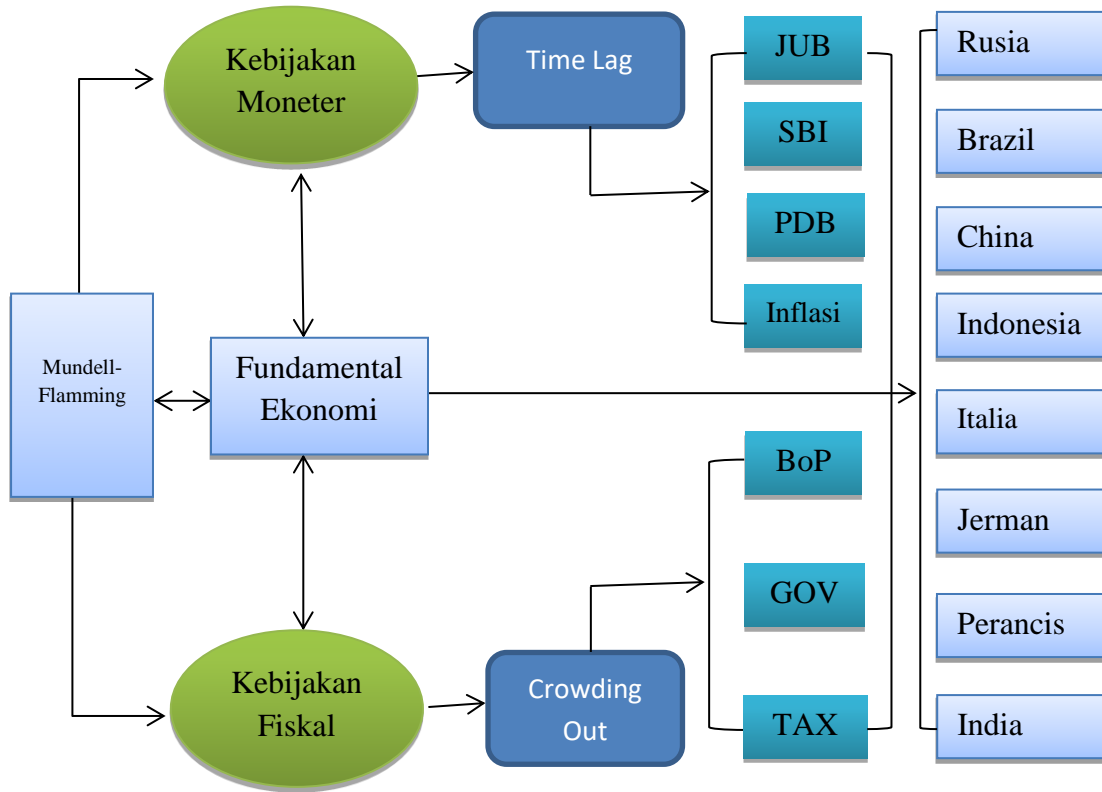 Kebijakan
Moneter
Time Lag
JUB
SBI
PDB
Inflasi
Rusia
Brazil
China
Indonesia
Italia
Jerman
Perancis
India
Mundell-
Flamming
Fundamental
Ekonomi
BoP
GOV
TAX
Kebijakan
Fiskal
Crowding
Out